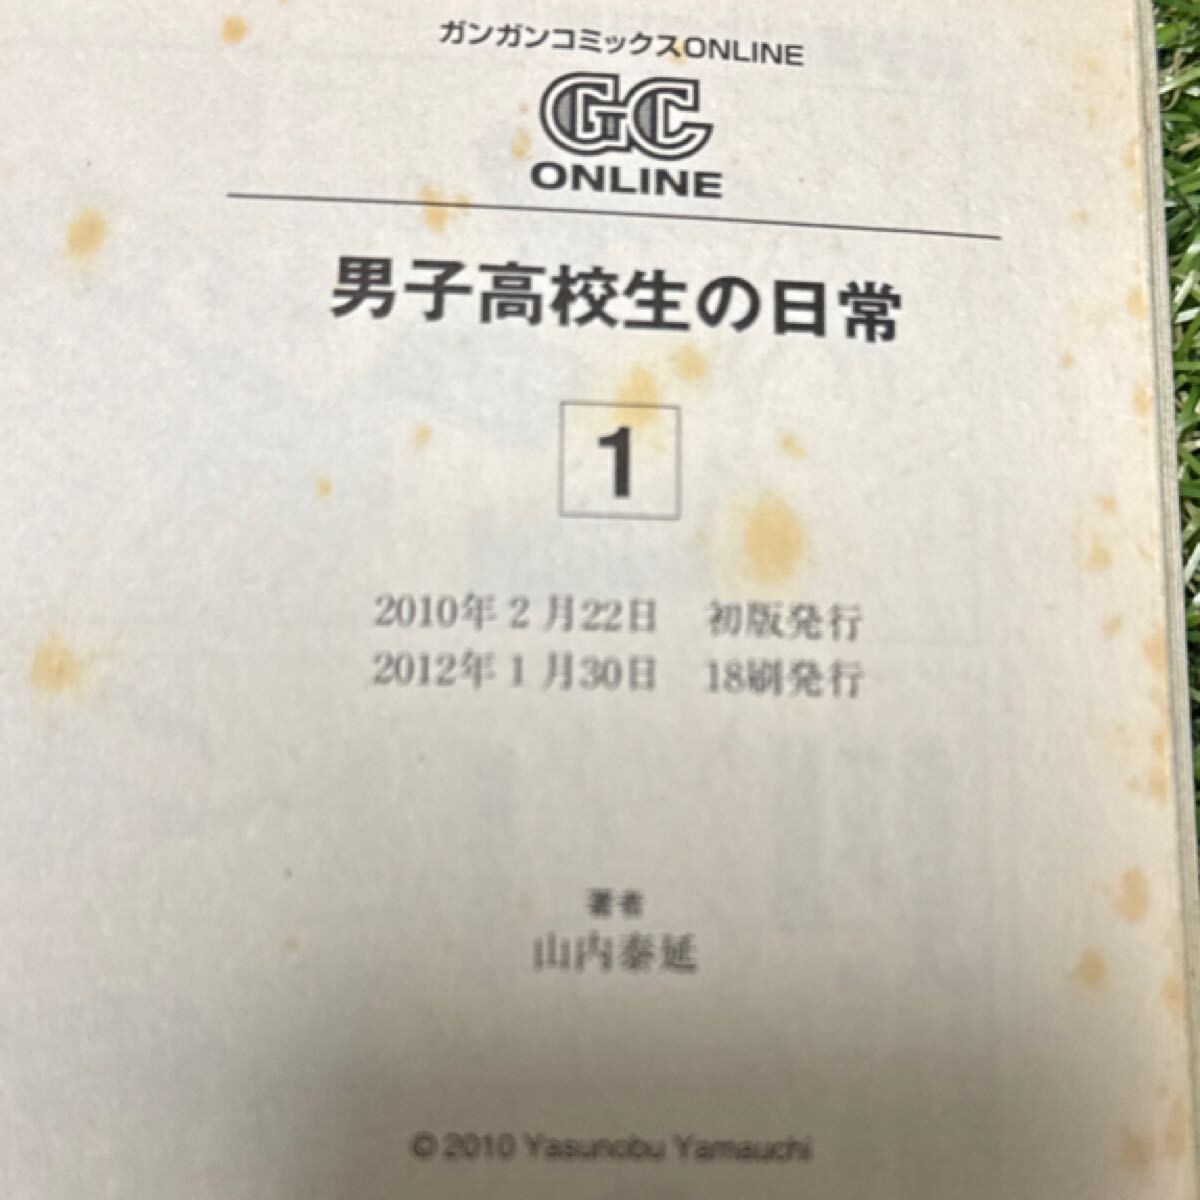 ガンガンコミックスONLINE
GC
ONLINE
男子高校生の日常
1
2010年2月22日　初版発行
2012年1月30日　18刷発行
著者
山内泰延
© 2010 Yasunobu Yamauchi